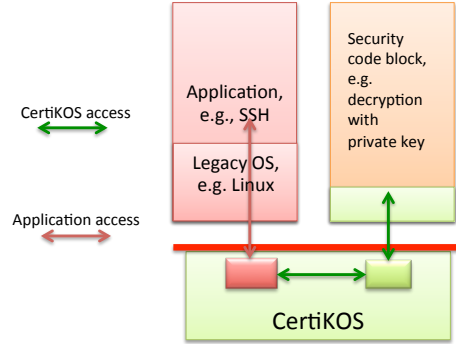 CertiKOS access
Application access
Application,
e.g., SSH
Legacy OS,
e.g. Linux
Security
code block,
e.g.
decryption
with
private key
CertiKOS